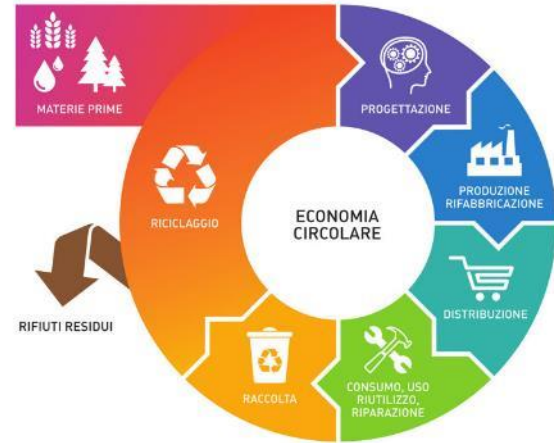 MATERIE PRIME
PROGETTAZIONE
PRODUZIONE
RIFABBRICAZIONE
DISTRIBUZIONE
CONSUMO, USO
RIUTILIZZO,
RIPARAZIONE
RACCOLTA
RICICLAGGIO
ECONOMIA
CIRCOLARE
RIFIUTI RESIDUI